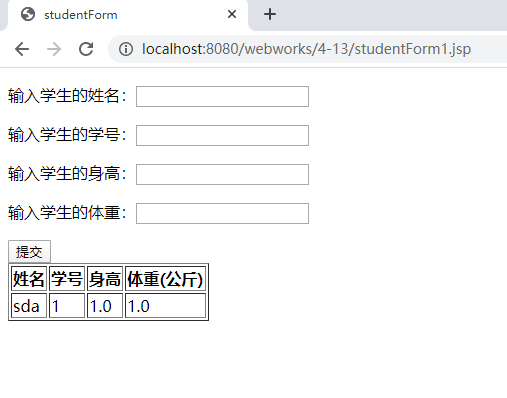 studentForm
localhost:8080/webworks/4-13/studentForm1.jsp
输入学生的姓名:
输入学生的学号:
输入学生的身高:
输入学生的体重:
提交
姓名 学号 身高 体重(公斤)
sda 1 1.0 1.0